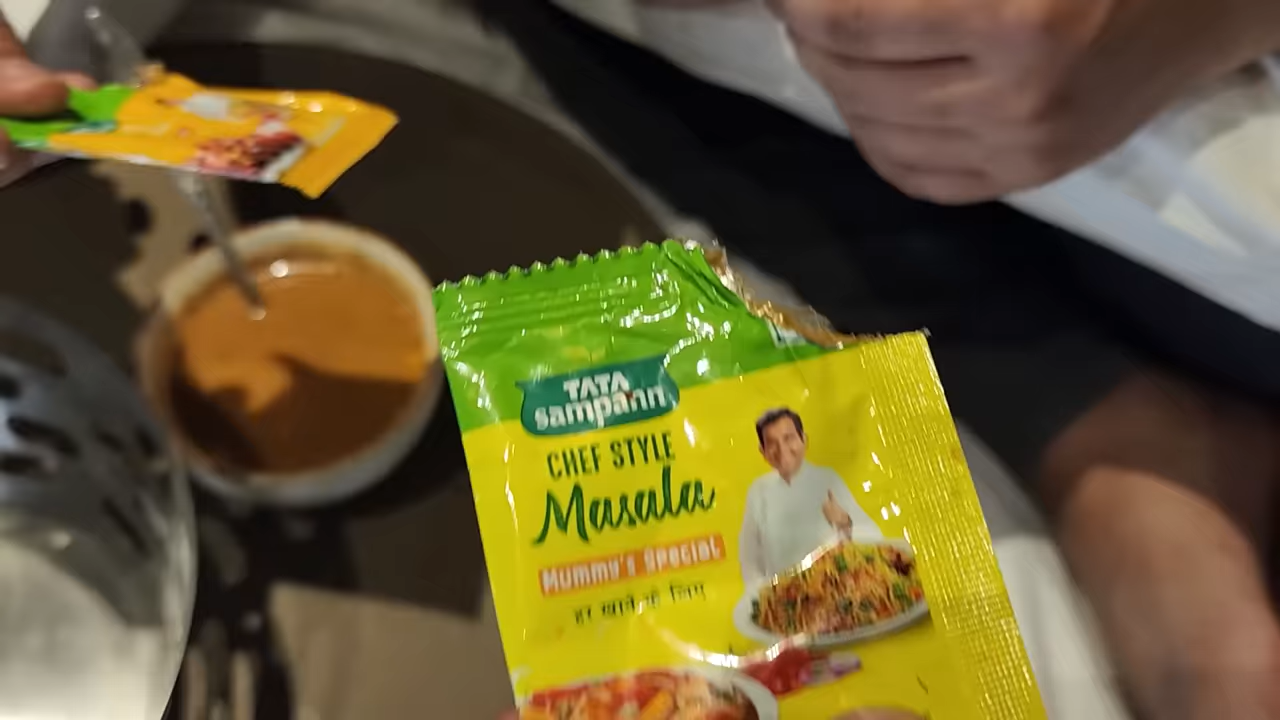 TATA
sampann
CHEF STYLE
Masala
Mummy's Special
हर खाने के लिए